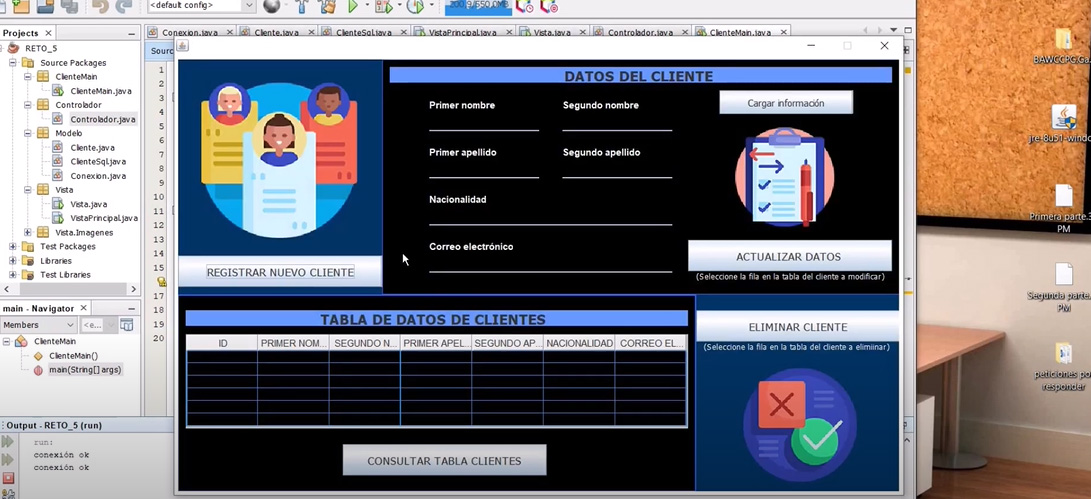 <default config>
200.9/550.0MB
Projects
RETO_5
Source Packages
ClienteMain
ClienteMain.java
Controlador
Controlador.java
Modelo
Cliente.java
ClienteSql.java
Conexion.java
Vista
Vista.java
VistaPrincipal.java
Vista.Imagenes
Test Packages
Libraries
Test Libraries
main - Navigator
Members
<e...
ClienteMain
ClienteMain()
main(String[] args)
Output - RETO_5 (run)
run:
conexión ok
conexión ok
Conexion.java
Cliente.java
ClienteSql.java
VistaPrincipal.java
Vista.java
Controlador.java
ClienteMain.java
Sourc
1
2
3
4
5
6
7
8
9
10
11
12
13
14
15
17
18
19
20
DATOS DEL CLIENTE
Primer nombre
Segundo nombre
Cargar información
Primer apellido
Segundo apellido
Nacionalidad
Correo electrónico
REGISTRAR NUEVO CLIENTE
ACTUALIZAR DATOS
(Seleccione la fila en la tabla del cliente a modificar)
TABLA DE DATOS DE CLIENTES
ID PRIMER NOM... SEGUNDO N... PRIMER APEL... SEGUNDO AP... NACIONALIDAD CORREO EL...
CONSULTAR TABLA CLIENTES
ELIMINAR CLIENTE
(Seleccione la fila en la tabla del cliente a elimiinar)
BAWCCPG.Ga
jre-8u51-windo
Primera parte.3
PM
Segunda parte.
PM
peticiones po
responder